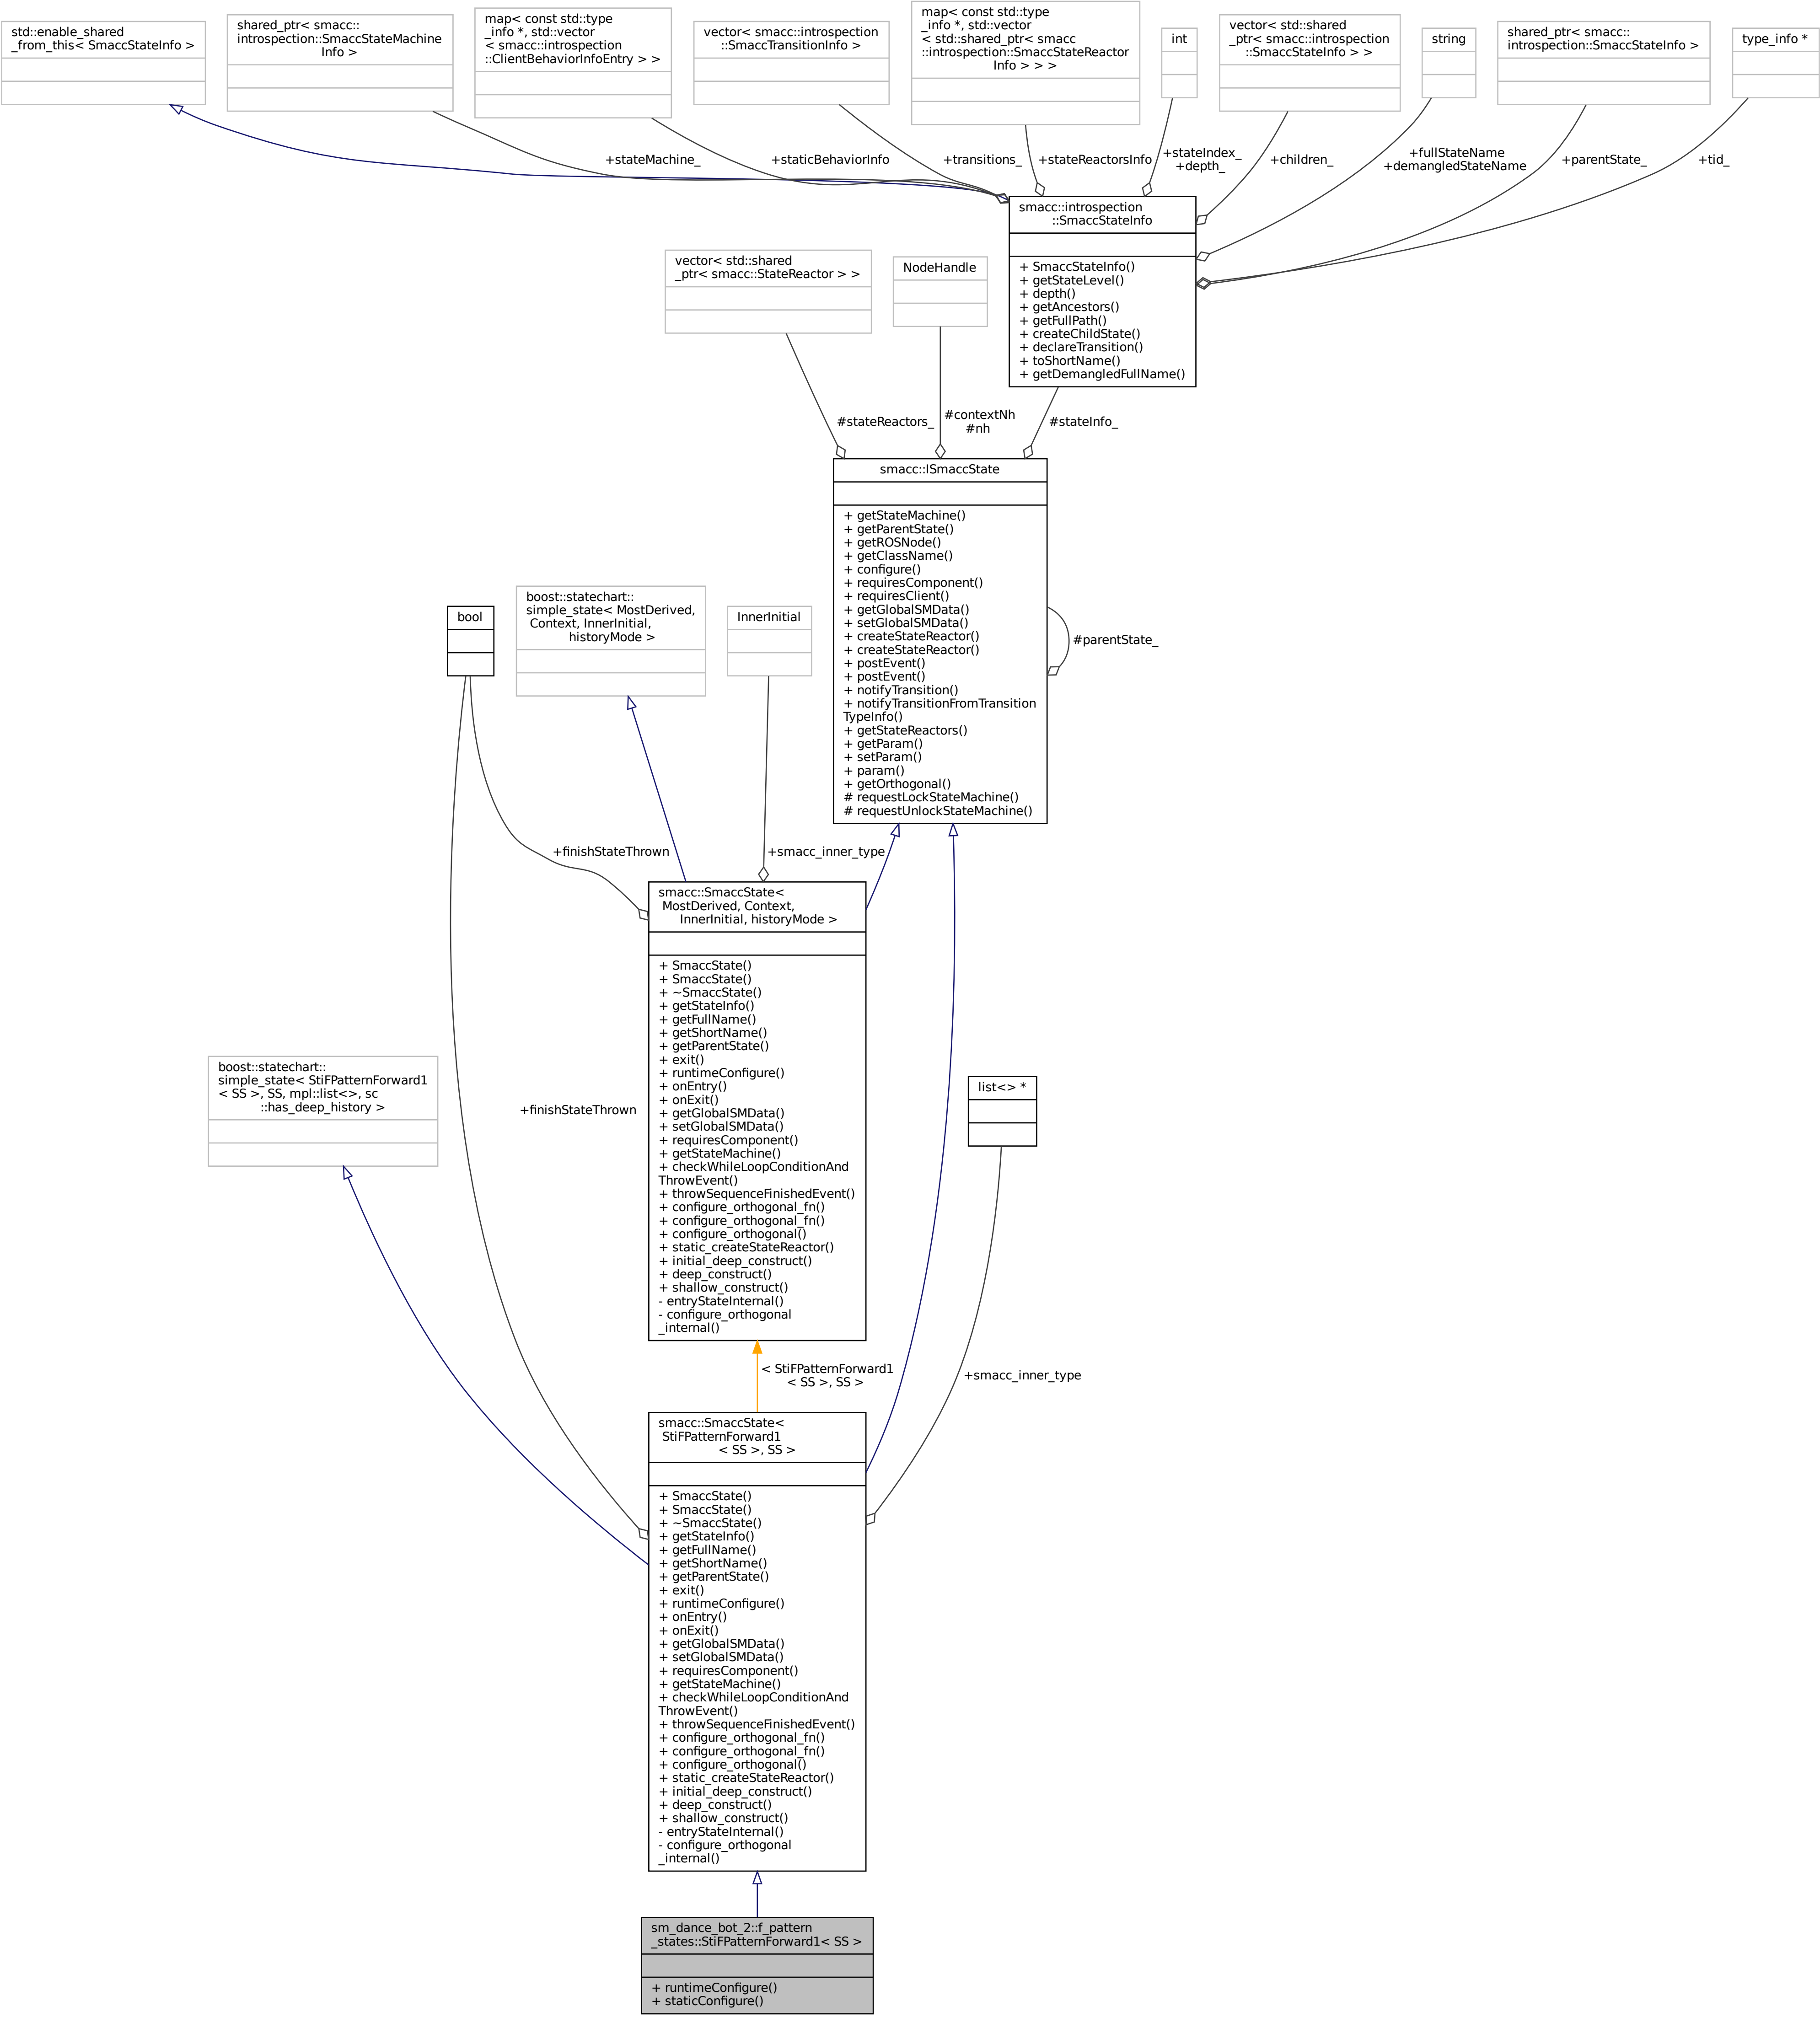 std::enable_shared
_from_this< SmaccStateInfo >
shared_ptr< smacc::
introspection::SmaccStateMachine
Info >
map< const std::type
_info *, std::vector
< smacc::introspection
::ClientBehaviorInfoEntry > >
vector< smacc::introspection
::SmaccTransitionInfo >
map< const std::type
_info *, std::vector
< std::shared_ptr< smacc
::introspection::SmaccStateReactor
Info > > >
int
vector< std::shared
_ptr< smacc::introspection
::SmaccStateInfo > >
string
shared_ptr< smacc::
introspection::SmaccStateInfo >
type_info *
+stateMachine_
+staticBehaviorInfo
+transitions_
+stateReactorsInfo
+stateIndex_
+depth_
+children_
+fullStateName
+demangledStateName
+parentState_
+tid_
smacc::introspection
::SmaccStateInfo
+ SmaccStateInfo()
+ getStateLevel()
+ depth()
+ getAncestors()
+ getFullPath()
+ createChildState()
+ declareTransition()
+ toShortName()
+ getDemangledFullName()
vector< std::shared
_ptr< smacc::StateReactor > >
NodeHandle
#stateReactors_
#contextNh
#nh
#stateInfo_
smacc::ISmaccState
+ getStateMachine()
+ getParentState()
+ getROSNode()
+ getClassName()
+ configure()
+ requiresComponent()
+ requiresClient()
+ getGlobalSMData()
+ setGlobalSMData()
+ createStateReactor()
+ createStateReactor()
+ postEvent()
+ postEvent()
+ notifyTransition()
+ notifyTransitionFromTransition
TypeInfo()
+ getStateReactors()
+ getParam()
+ setParam()
+ param()
+ getOrthogonal()
# requestLockStateMachine()
# requestUnlockStateMachine()
#parentState_
bool
boost::statechart::
simple_state< MostDerived,
Context, InnerInitial,
historyMode >
InnerInitial
+finishStateThrown
+smacc_inner_type
smacc::SmaccState<
MostDerived, Context,
InnerInitial, historyMode >
+ SmaccState()
+ SmaccState()
+ ~SmaccState()
+ getStateInfo()
+ getFullName()
+ getShortName()
+ getParentState()
+ exit()
+ runtimeConfigure()
+ onEntry()
+ onExit()
+ getGlobalSMData()
+ setGlobalSMData()
+ requiresComponent()
+ getStateMachine()
+ checkWhileLoopConditionAnd
ThrowEvent()
+ throwSequenceFinishedEvent()
+ configure_orthogonal_fn()
+ configure_orthogonal_fn()
+ configure_orthogonal()
+ static_createStateReactor()
+ initial_deep_construct()
+ deep_construct()
+ shallow_construct()
- entryStateInternal()
- configure_orthogonal
_internal()
boost::statechart::
simple_state< StiFPatternForward1
< SS >, SS, mpl::list<>, sc
::has_deep_history >
+finishStateThrown
list<> *
< StiFPatternForward1
< SS >, SS >
+smacc_inner_type
smacc::SmaccState<
StiFPatternForward1
< SS >, SS >
+ SmaccState()
+ SmaccState()
+ ~SmaccState()
+ getStateInfo()
+ getFullName()
+ getShortName()
+ getParentState()
+ exit()
+ runtimeConfigure()
+ onEntry()
+ onExit()
+ getGlobalSMData()
+ setGlobalSMData()
+ requiresComponent()
+ getStateMachine()
+ checkWhileLoopConditionAnd
ThrowEvent()
+ throwSequenceFinishedEvent()
+ configure_orthogonal_fn()
+ configure_orthogonal_fn()
+ configure_orthogonal()
+ static_createStateReactor()
+ initial_deep_construct()
+ deep_construct()
+ shallow_construct()
- entryStateInternal()
- configure_orthogonal
_internal()
sm_dance_bot_2::f_pattern
_states::StiFPatternForward1< SS >
+ runtimeConfigure()
+ staticConfigure()